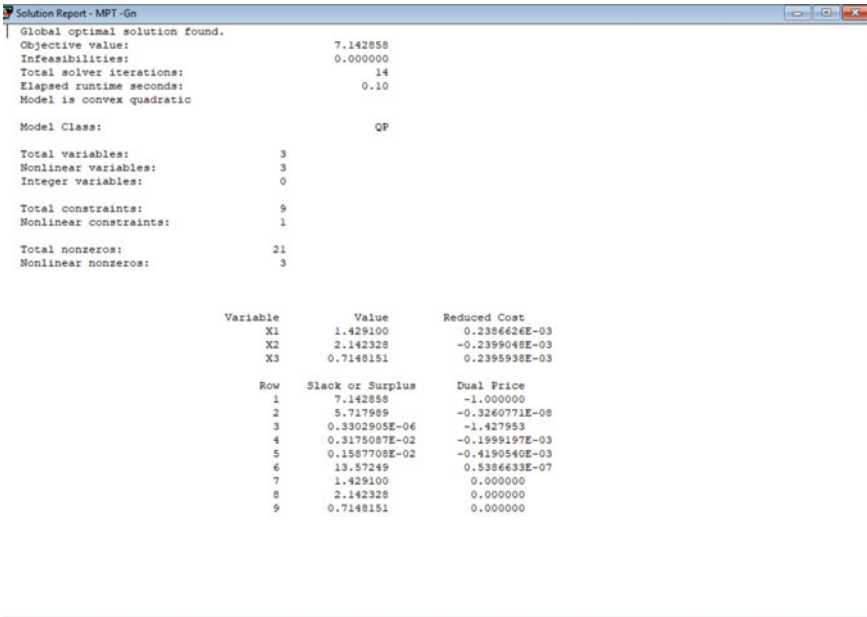 Solution Report - MPT -Gn
Global optimal solution found.
Objective value: 7.142858
Infeasibilities: 0.000000
Total solver iterations: 14
Elapsed runtime seconds: 0.10
Model is convex quadratic
Model Class: QP
Total variables: 3
Nonlinear variables: 3
Integer variables: 0
Total constraints: 9
Nonlinear constraints: 1
Total nonzeros: 21
Nonlinear nonzeros: 3
Variable Value Reduced Cost
X1 1.429100 0.2386626E-03
X2 2.142328 -0.2399048E-03
X3 0.7148151 0.2395938E-03
Row Slack or Surplus Dual Price
1 7.142858 -1.000000
2 5.717989 -0.3260771E-08
3 0.3302905E-06 -1.427953
4 0.3175087E-02 -0.1999197E-03
5 0.1587708E-02 -0.4190540E-03
6 13.57249 0.5386633E-07
7 1.429100 0.000000
8 2.142328 0.000000
9 0.7148151 0.000000